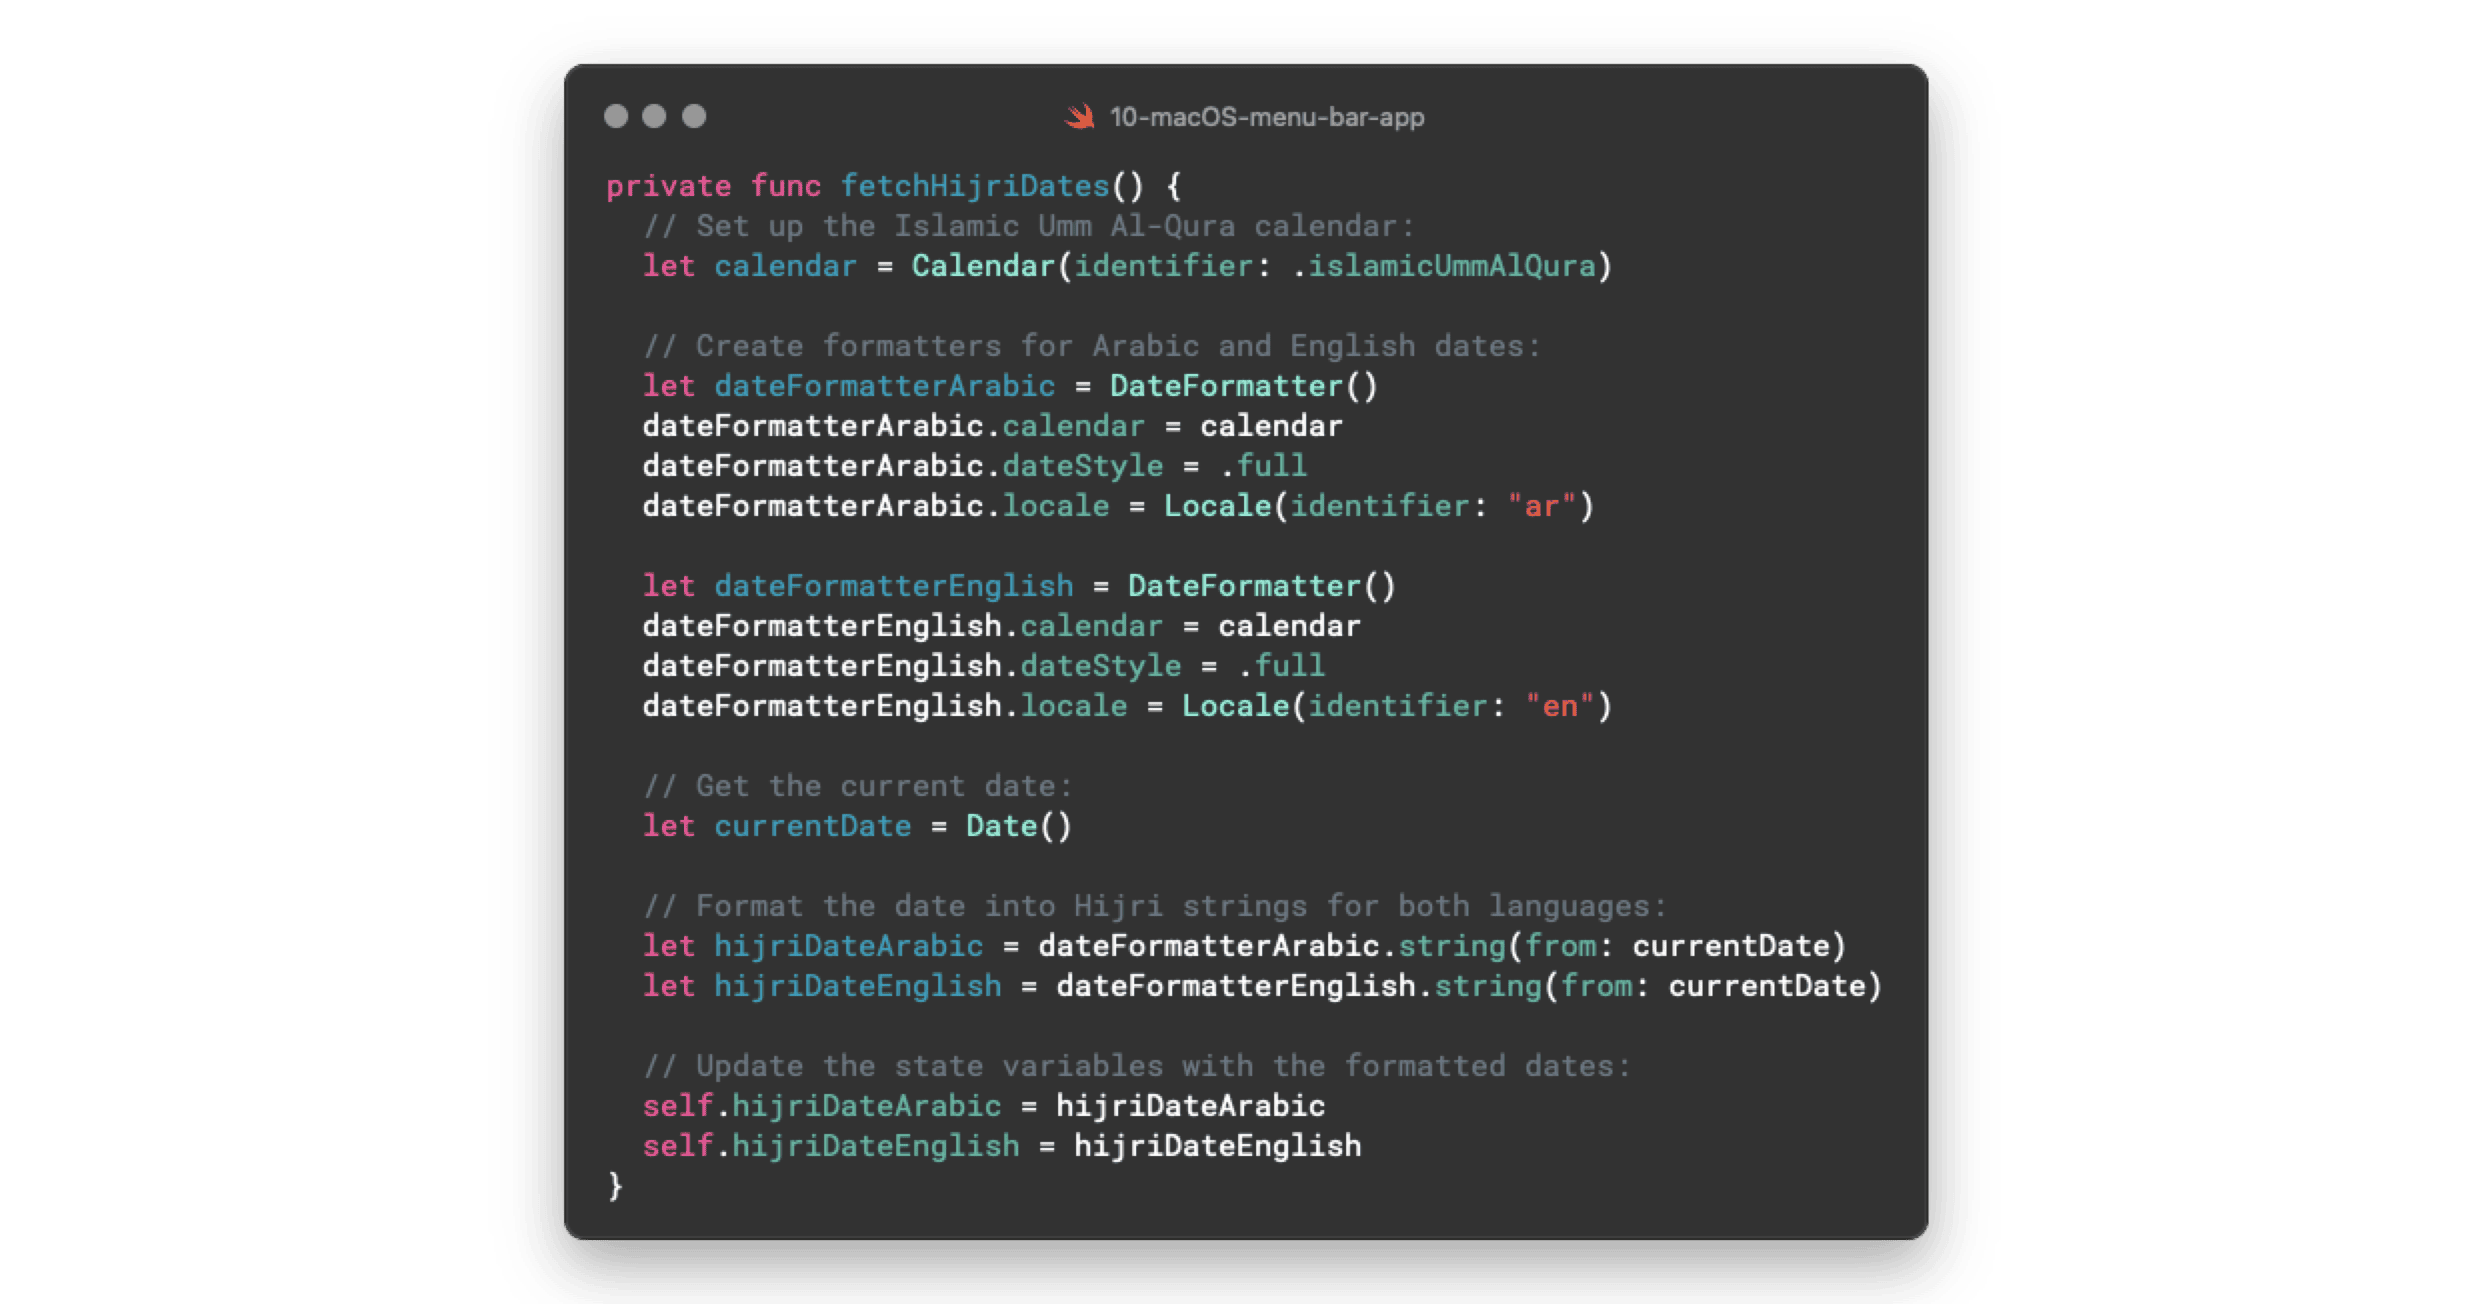 10-macOS-menu-bar-app
private func fetchHijriDates() {
  // Set up the Islamic Umm Al-Qura calendar:
  let calendar = Calendar(identifier: .islamicUmmAlQura)

  // Create formatters for Arabic and English dates:
  let dateFormatterArabic = DateFormatter()
  dateFormatterArabic.calendar = calendar
  dateFormatterArabic.dateStyle = .full
  dateFormatterArabic.locale = Locale(identifier: "ar")

  let dateFormatterEnglish = DateFormatter()
  dateFormatterEnglish.calendar = calendar
  dateFormatterEnglish.dateStyle = .full
  dateFormatterEnglish.locale = Locale(identifier: "en")

  // Get the current date:
  let currentDate = Date()

  // Format the date into Hijri strings for both languages:
  let hijriDateArabic = dateFormatterArabic.string(from: currentDate)
  let hijriDateEnglish = dateFormatterEnglish.string(from: currentDate)

  // Update the state variables with the formatted dates:
  self.hijriDateArabic = hijriDateArabic
  self.hijriDateEnglish = hijriDateEnglish
}